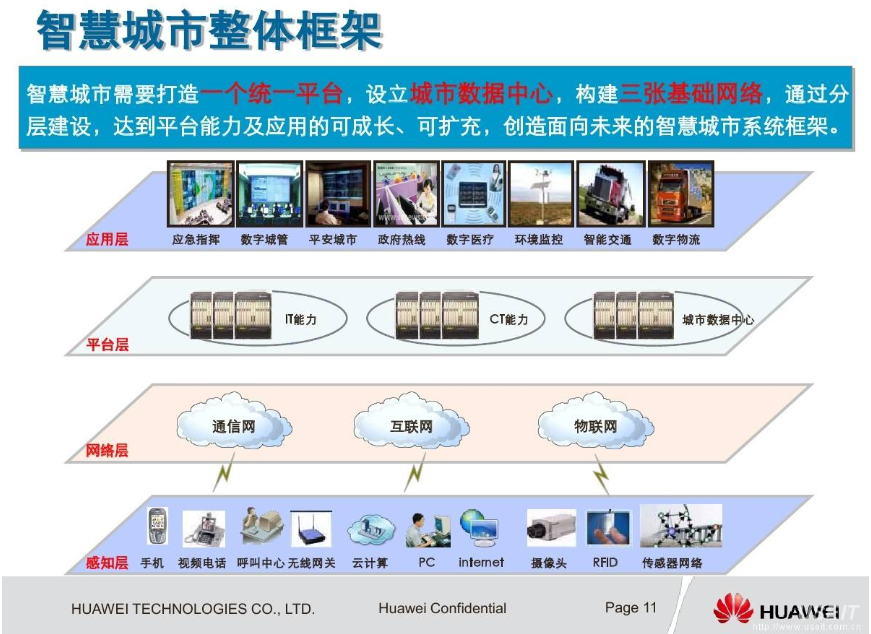 智慧城市整体框架
智慧城市需要打造一个统一平台，设立城市数据中心，构建三张基础网络，通过分
层建设，达到平台能力及应用的可成长、可扩充，创造面向未来的智慧城市系统框架。
应用层
应急指挥 数字城管 平安城市 政府热线 数字医疗 环境监控 智能交通 数字物流
平台层
IT能力 CT能力 城市数据中心
网络层
通信网 互联网 物联网
感知层
手机 视频电话 呼叫中心 无线网关 云计算 PC internet 摄像头 RFID 传感器网络
HUAWEI TECHNOLOGIES CO., LTD. Huawei Confidential Page 11
HUAWEI